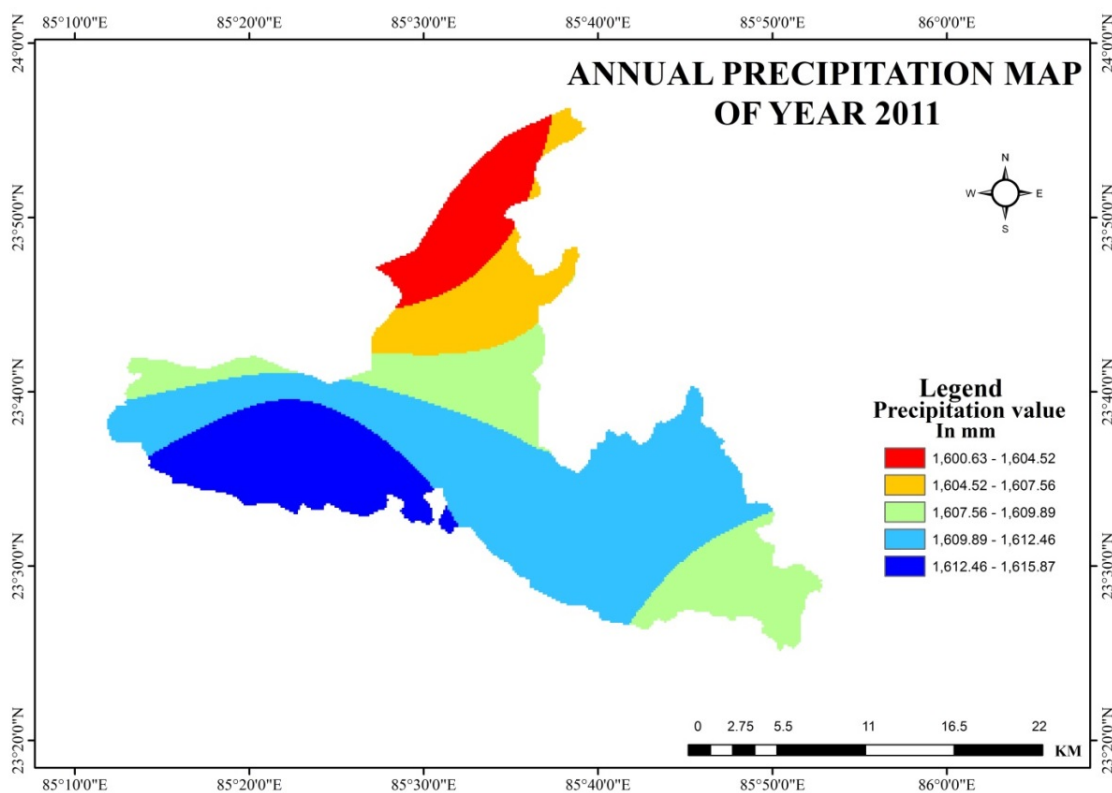 85°10'0"E 85°20'0"E 85°30'0"E 85°40'0"E 85°50'0"E 86°0'0"E
24°0'0"N 24°0'0"N
ANNUAL PRECIPITATION MAP
OF YEAR 2011
N
W E
S
23°50'0"N 23°50'0"N
23°40'0"N 23°40'0"N
Legend
Precipitation value
In mm
1,600.63 - 1,604.52
1,604.52 - 1,607.56
1,607.56 - 1,609.89
1,609.89 - 1,612.46
1,612.46 - 1,615.87
23°30'0"N 23°30'0"N
0 2.75 5.5 11 16.5 22
KM
23°20'0"N 23°20'0"N
85°10'0"E 85°20'0"E 85°30'0"E 85°40'0"E 85°50'0"E 86°0'0"E